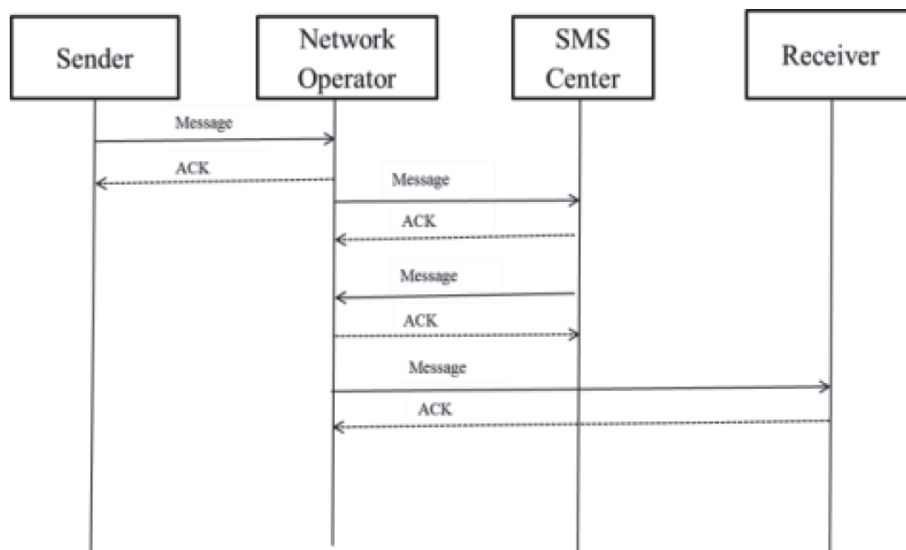 Sender
Network
Operator
SMS
Center
Receiver
Message
ACK
Message
ACK
Message
ACK
Message
ACK